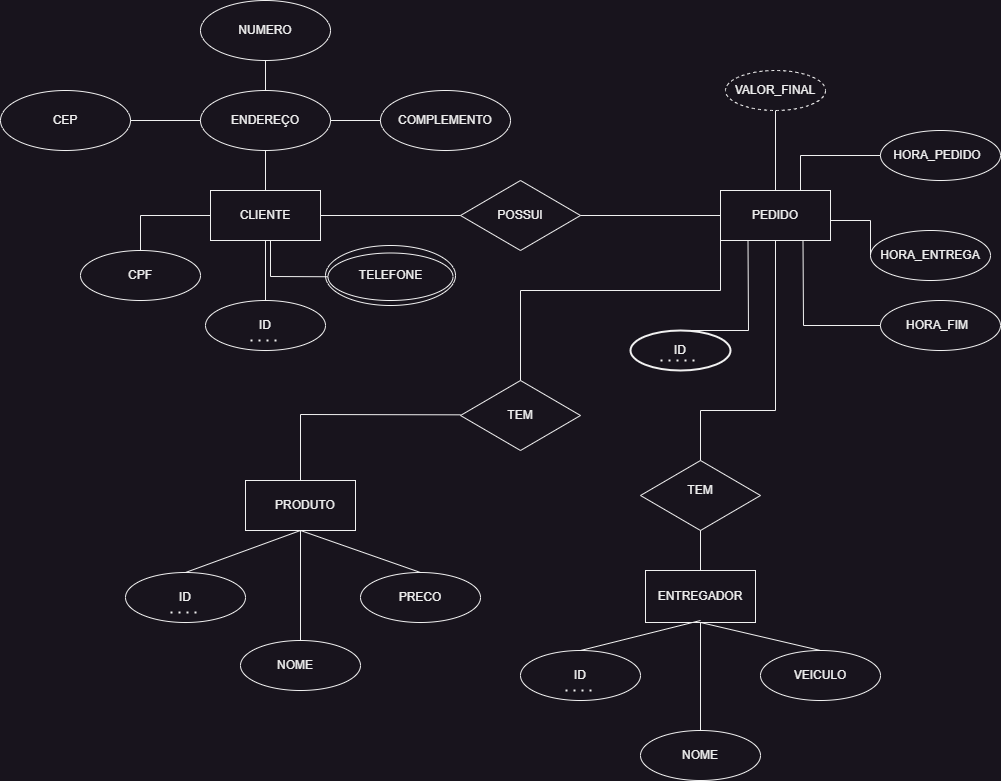 NUMERO
VALOR_FINAL
CEP
ENDEREÇO
COMPLEMENTO
HORA_PEDIDO
CLIENTE
POSSUI
PEDIDO
HORA_ENTREGA
CPF
TELEFONE
ID
HORA_FIM
ID
TEM
TEM
PRODUTO
ID
PRECO
ENTREGADOR
NOME
ID
VEICULO
NOME